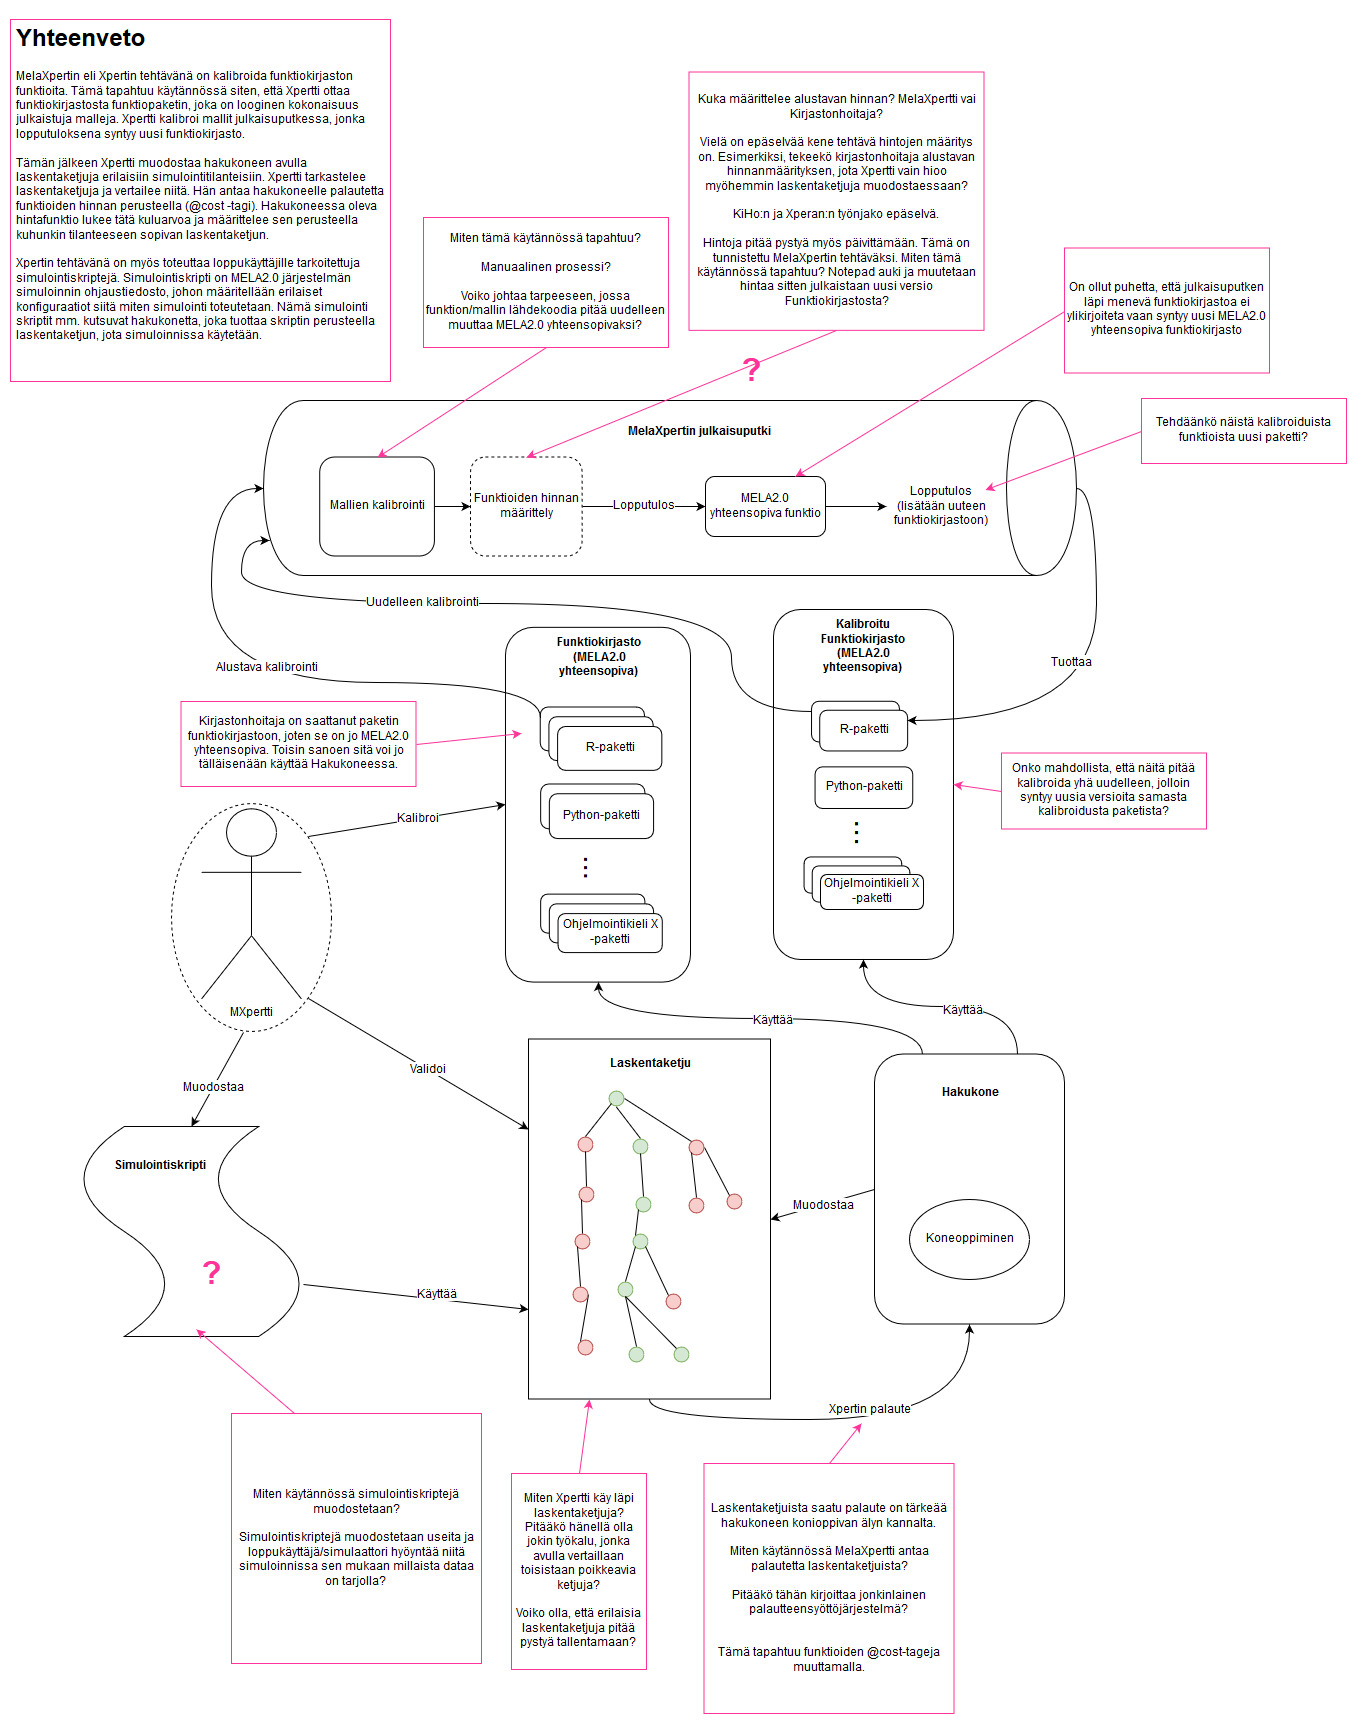 Yhteenveto
MelaXpertin eli Xpertin tehtävänä on kalibroida funktiokirjaston
funktioita. Tämä tapahtuu käytännössä siten, että Xpertti ottaa
funktiokirjastosta funktiopaketin, joka on looginen kokonaisuus
julkaistuja malleja. Xpertti kalibroi mallit julkaisuputkessa, jonka
lopputuloksena syntyy uusi funktiokirjasto.
Tämän jälkeen Xpertti muodostaa hakukoneen avulla
laskentaketjuja erilaisiin simulointitilanteisiin. Xpertti tarkastelee
laskentaketjuja ja vertailee niitä. Hän antaa hakukoneelle palautetta
funktioiden hinnan perusteella (@cost -tagi). Hakukoneessa oleva
hintafunktio lukee tätä kuluarvoa ja määrittelee sen perusteella
kuhunkin tilanteeseen sopivan laskentaketjun.
Xpertin tehtävänä on myös toteuttaa loppukäyttäjille tarkoitettuja
simulointiskriptejä. Simulointiskripti on MELA2.0 järjestelmän
simuloinnin ohjaustiedosto, johon määritellään erilaiset
konfiguraatiot siitä miten simulointi toteutetaan. Nämä simulointi
skriptit mm. kutsuvat hakukonetta, joka tuottaa skriptin perusteella
laskentaketjun, jota simuloinnissa käytetään.
Kuka määrittelee alustavan hinnan? MelaXpertti vai
Kirjastonhoitaja?
Vielä on epäselvää kene tehtävä hintojen määritys
on. Esimerkiksi, tekeekö kirjastonhoitaja alustavan
hinnanmäärityksen, jota Xpertti vain hioo
myöhemmin laskentaketjuja muodostaessaan?
KiHo:n ja Xperan:n työnjako epäselvä.
Hintoja pitää pystyä myös päivittämään. Tämä on
tunnistettu MelaXpertin tehtäväksi. Miten tämä
käytännössä tapahtuu? Notepad auki ja muutetaan
hintaa sitten julkaistaan uusi versio
Funktiokirjastosta?
Miten tämä käytännössä tapahtuu?
Manuaalinen prosessi?
Voiko johtaa tarpeeseen, jossa
funktion/mallin lähdekoodia pitää uudelleen
muuttaa MELA2.0 yhteensopivaksi?
On ollut puhetta, että julkaisuputken
läpi menevä funktiokirjastoa ei
ylikirjoiteta vaan syntyy uusi MELA2.0
yhteensopiva funktiokirjasto
?
Tehdäänkö näistä kalibroiduista
funktioista uusi paketti?
MelaXpertin julkaisuputki
Mallien kalibrointi
Funktioiden hinnan
määrittely
Lopputulos
MELA2.0
yhteensopiva funktio
Lopputulos
(lisätään uuteen
funktiokirjastoon)
Uudelleen kalibrointi
Alustava kalibrointi
Tuottaa
Funktiokirjasto
(MELA2.0
yhteensopiva)
R-paketti
Python-paketti
⋮
Ohjelmointikieli X
-paketti
Kalibroitu
Funktiokirjasto
(MELA2.0
yhteensopiva)
R-paketti
Python-paketti
⋮
Ohjelmointikieli X
-paketti
Kirjastonhoitaja on saattanut paketin
funktiokirjastoon, joten se on jo MELA2.0
yhteensopiva. Toisin sanoen sitä voi jo
tälläisenään käyttää Hakukoneessa.
Onko mahdollista, että näitä pitää
kalibroida yhä uudelleen, jolloin
syntyy uusia versioita samasta
kalibroidusta paketista?
Kalibroi
MXpertti
Käyttää
Käyttää
Validoi
Muodostaa
Laskentaketju
Hakukone
Koneoppiminen
Muodostaa
Simulointiskripti
?
Käyttää
Xpertin palaute
Miten käytännössä simulointiskriptejä
muodostetaan?
Simulointiskriptejä muodostetaan useita ja
loppukäyttäjä/simulaattori hyöyntää niitä
simuloinnissa sen mukaan millaista dataa
on tarjolla?
Miten Xpertti käy läpi
laskentaketjuja?
Pitääkö hänellä olla
jokin työkalu, jonka
avulla vertaillaan
toisistaan poikkeavia
ketjuja?
Voiko olla, että erilaisia
laskentaketjuja pitää
pystyä tallentamaan?
Laskentaketjuista saatu palaute on tärkeää
hakukoneen konioppivan älyn kannalta.
Miten käytännössä MelaXpertti antaa
palautetta laskentaketjuista?
Pitääkö tähän kirjoittaa jonkinlainen
palautteensyöttöjärjestelmä?
Tämä tapahtuu funktioiden @cost-tageja
muuttamalla.